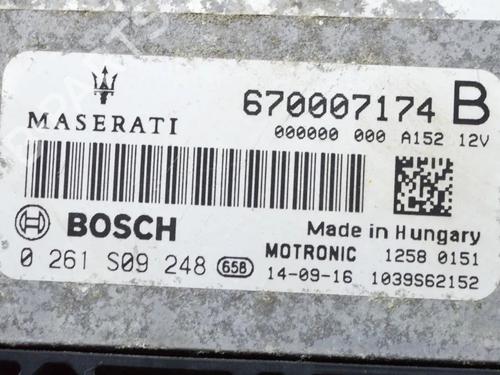 MASERATI
670007174 B
000000 000 A152 12V
BOSCH
Made in Hungary
MOTRONIC 1258 0151
0 261 S09 248 658 14-09-16 1039S62152